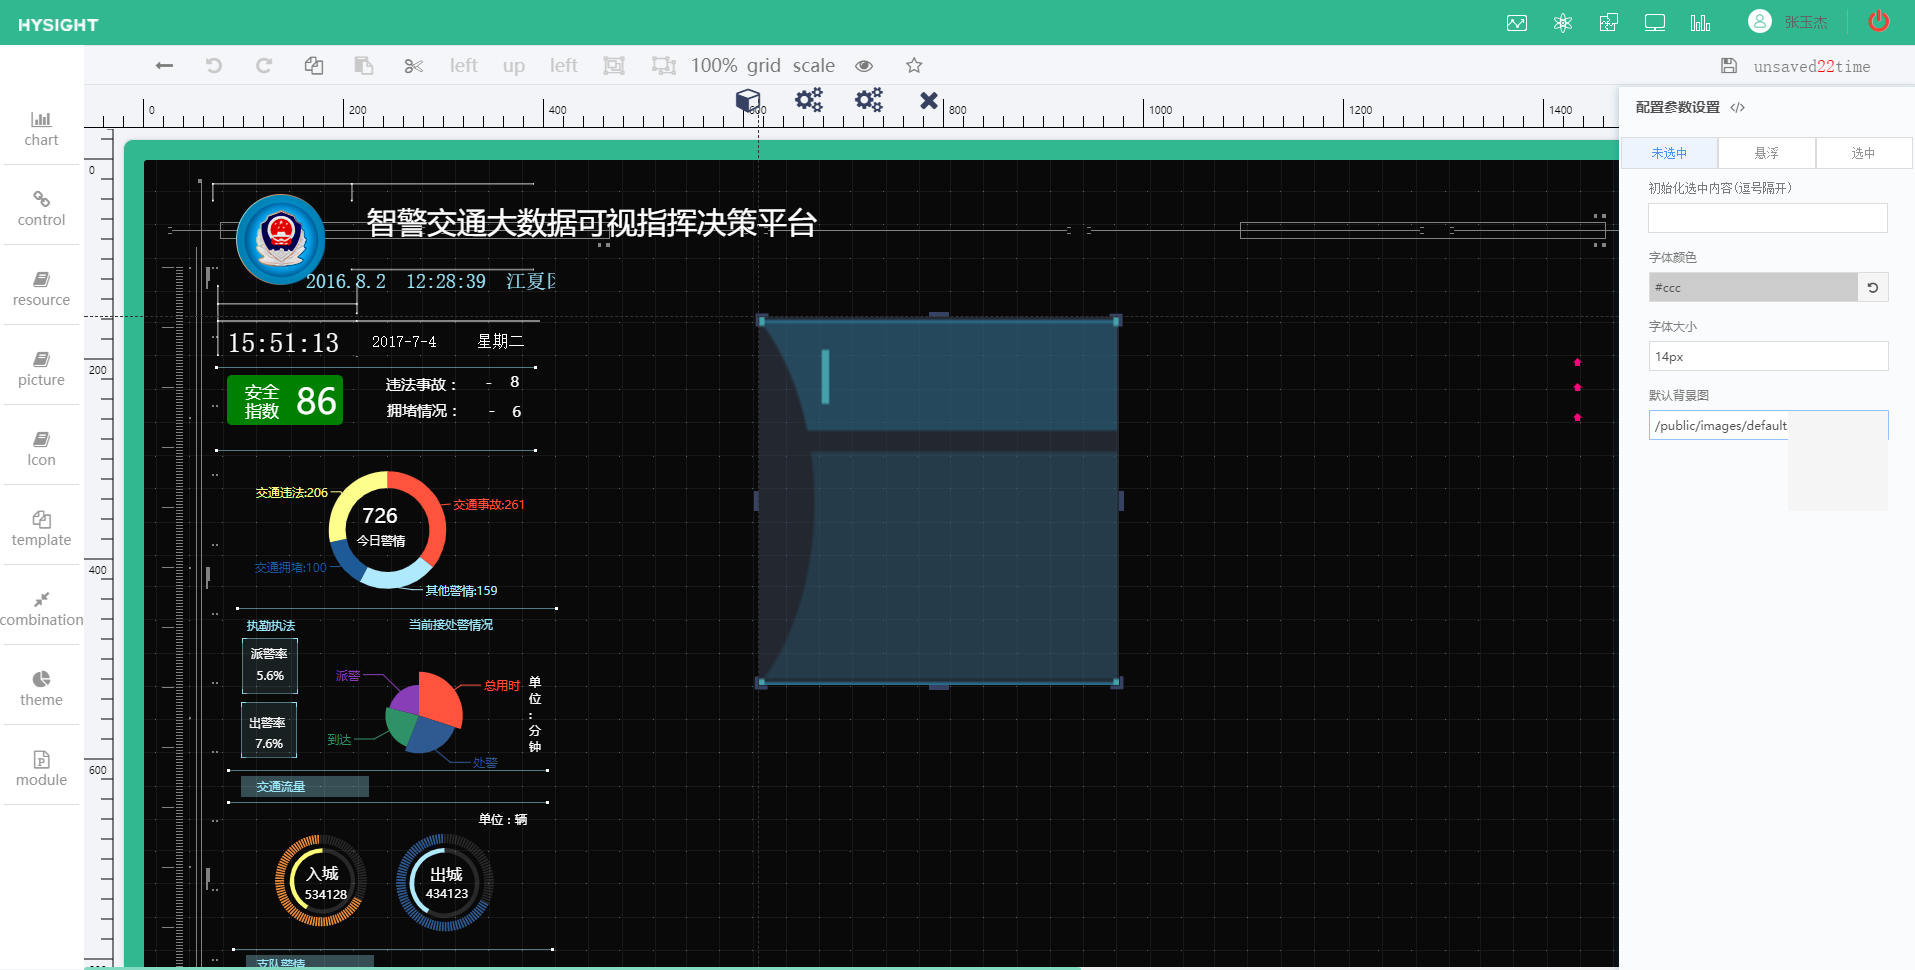 HYSIGHT
张玉杰
left up left 100% grid scale
unsaved22time
0 200 400 600 800 1000 1200 1400
0
200
400
600
chart
control
resource
picture
Icon
template
combination
theme
module
智警交通大数据可视指挥决策平台
2016.8.2 12:28:39 江夏区
15:51:13 2017-7-4 星期二
安全指数 86
违法事故： - 8
拥堵情况： - 6
交通违法:206
交通事故:261
726
今日警情
交通拥堵:100
其他警情:159
执勤执法
当前接处警情况
派警率
5.6%
出警率
7.6%
派警
总用时
到达
处警
单位:分钟
交通流量
单位：辆
入城
534128
出城
434123
支队警情
配置参数设置 </>
未选中 悬浮 选中
初始化选中内容(逗号隔开)
字体颜色
#ccc
字体大小
14px
默认背景图
/public/images/default